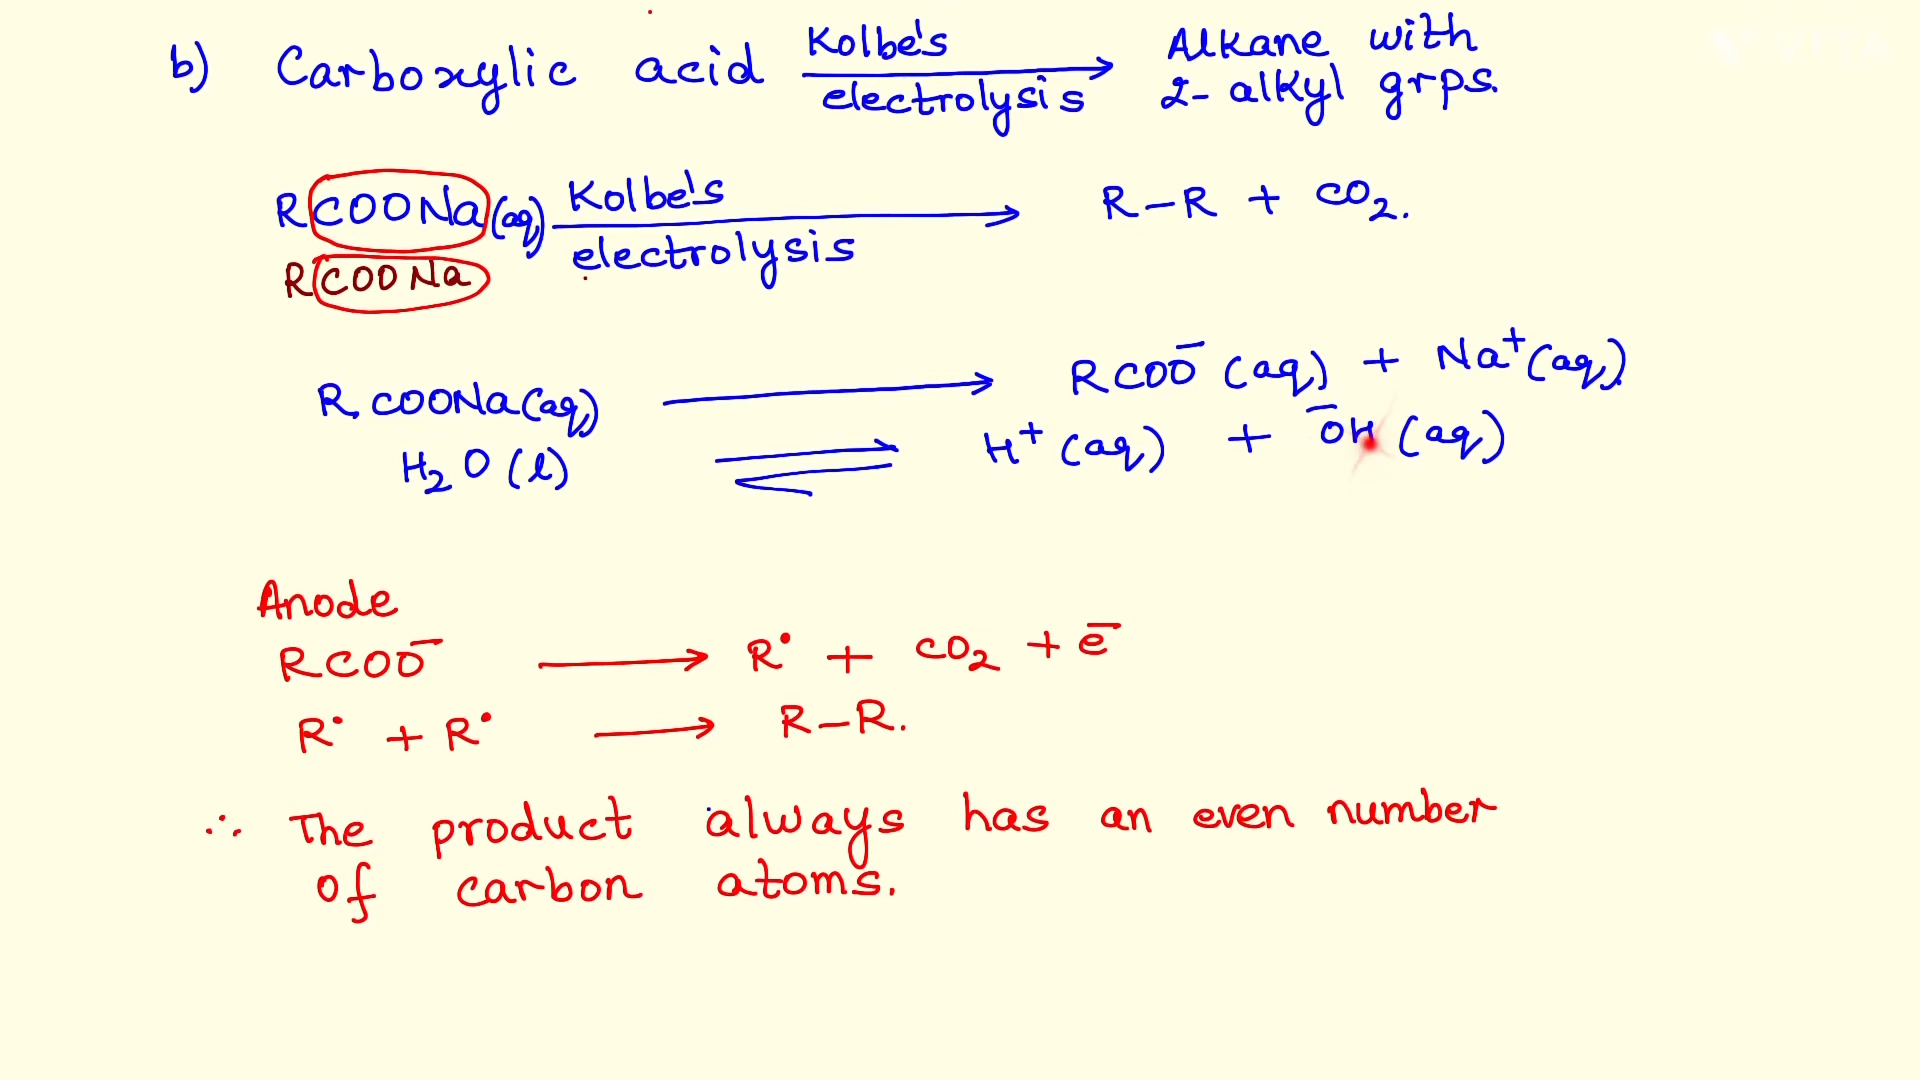 b) Carboxylic acid Kolbe's electrolysis → Alkane with 2-alkyl grps.
RCOONa(aq) Kolbe's electrolysis → R–R + CO₂.
RCOONa
RCOONa(aq) → RCOO⁻ (aq) + Na⁺(aq)
H₂O(l) ⇌ H⁺(aq) + ⁻OH (aq)
Anode
RCOO⁻ → R• + CO₂ + e⁻
R• + R• → R–R.
∴ The product always has an even number
of carbon atoms.